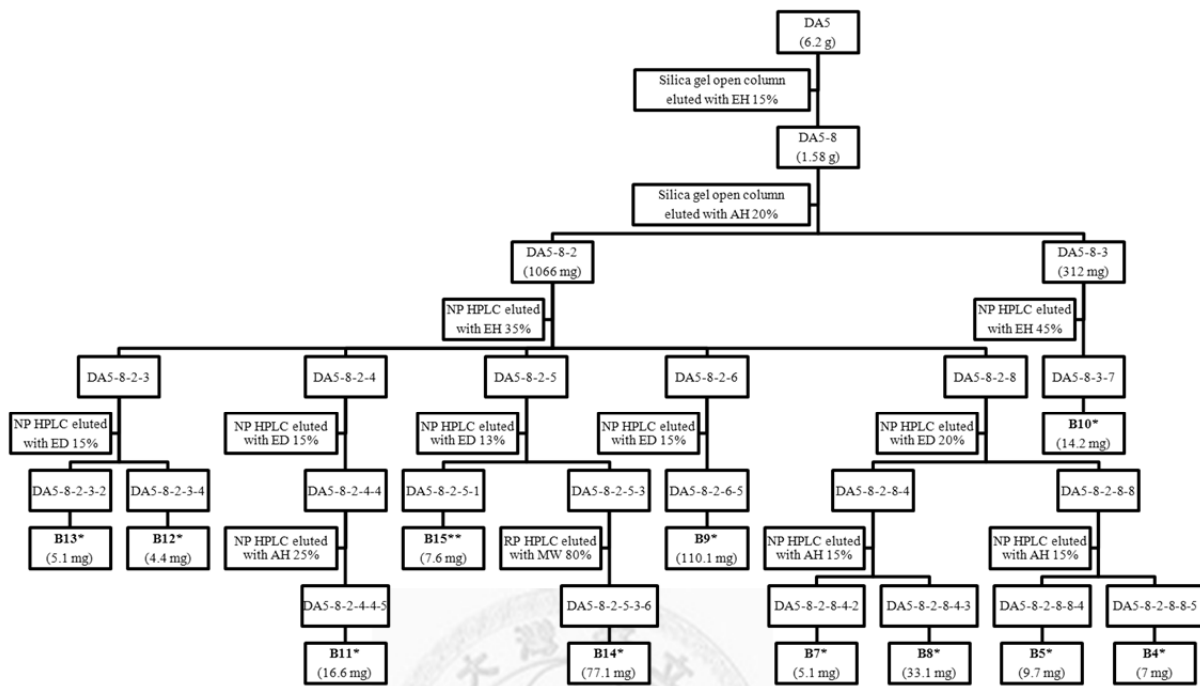 DA5
(6.2 g)
Silica gel open column
eluted with EH 15%
DA5-8
(1.58 g)
Silica gel open column
eluted with AH 20%
DA5-8-2
(1066 mg)
DA5-8-3
(312 mg)
NP HPLC eluted
with EH 35%
NP HPLC eluted
with EH 45%
DA5-8-2-3
DA5-8-2-4
DA5-8-2-5
DA5-8-2-6
DA5-8-2-8
DA5-8-3-7
NP HPLC eluted
with ED 15%
NP HPLC eluted
with ED 15%
NP HPLC eluted
with ED 13%
NP HPLC eluted
with ED 15%
NP HPLC eluted
with ED 20%
B10*
(14.2 mg)
DA5-8-2-3-2
DA5-8-2-3-4
DA5-8-2-4-4
DA5-8-2-5-1
DA5-8-2-5-3
DA5-8-2-6-5
DA5-8-2-8-4
DA5-8-2-8-8
B13*
(5.1 mg)
B12*
(4.4 mg)
NP HPLC eluted
with AH 25%
B15**
(7.6 mg)
RP HPLC eluted
with MW 80%
B9*
(110.1 mg)
NP HPLC eluted
with AH 15%
NP HPLC eluted
with AH 15%
DA5-8-2-4-4-5
DA5-8-2-5-3-6
DA5-8-2-8-4-2
DA5-8-2-8-4-3
DA5-8-2-8-8-4
DA5-8-2-8-8-5
B11*
(16.6 mg)
B14*
(77.1 mg)
B7*
(5.1 mg)
B8*
(33.1 mg)
B5*
(9.7 mg)
B4*
(7 mg)
大灣立